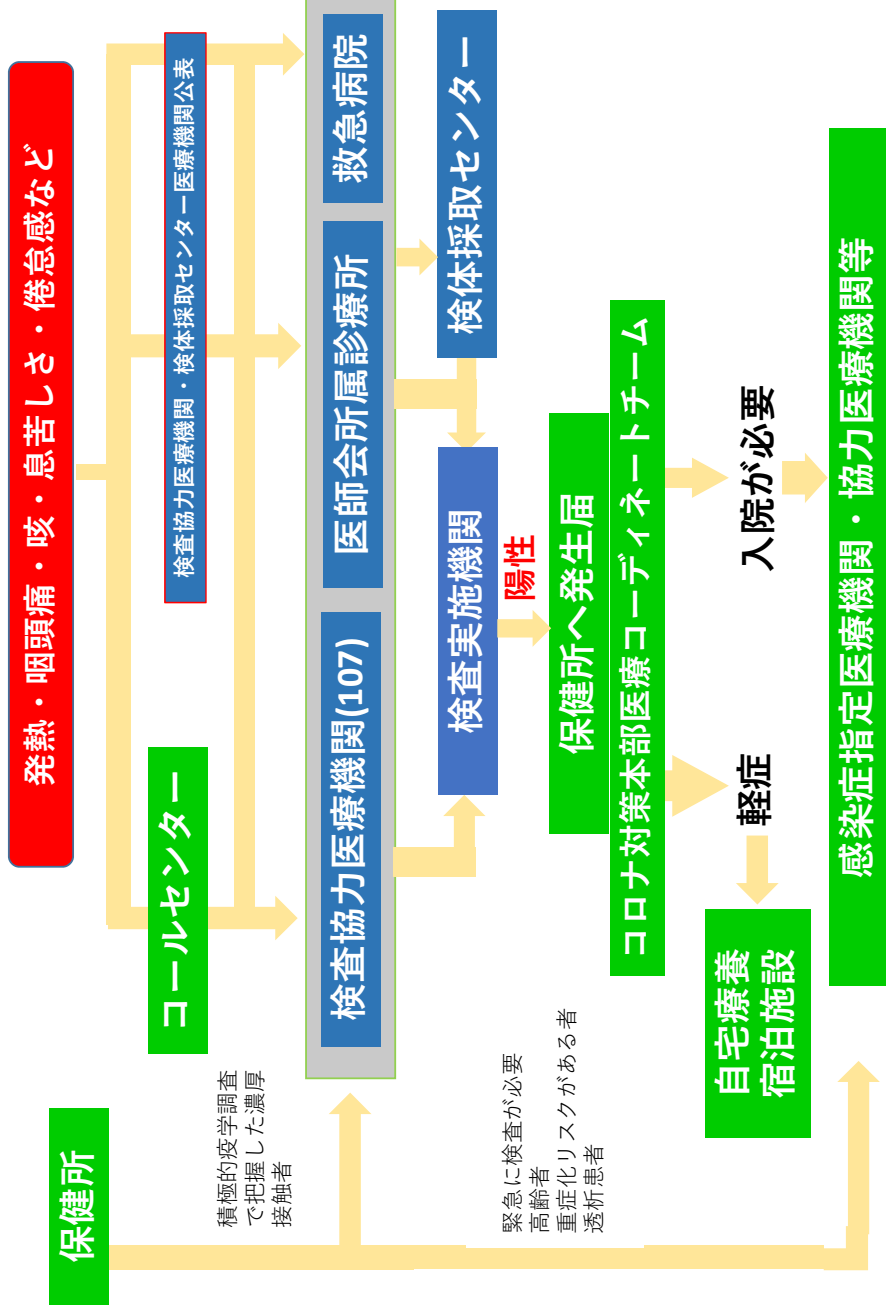 発熱・咽頭痛・咳・息苦しさ・倦怠感など
保健所
コールセンター
検査協力医療機関・検体採取センター医療機関公表
積極的疫学調査
で把握した濃厚
接触者
検査協力医療機関(107)
医師会所属診療所
救急病院
検査実施機関
検体採取センター
陽性
緊急に検査が必要
高齢者
重症化リスクがある者
透析患者
保健所へ発生届
コロナ対策本部医療コーディネートチーム
軽症
入院が必要
自宅療養
宿泊施設
感染症指定医療機関・協力医療機関等